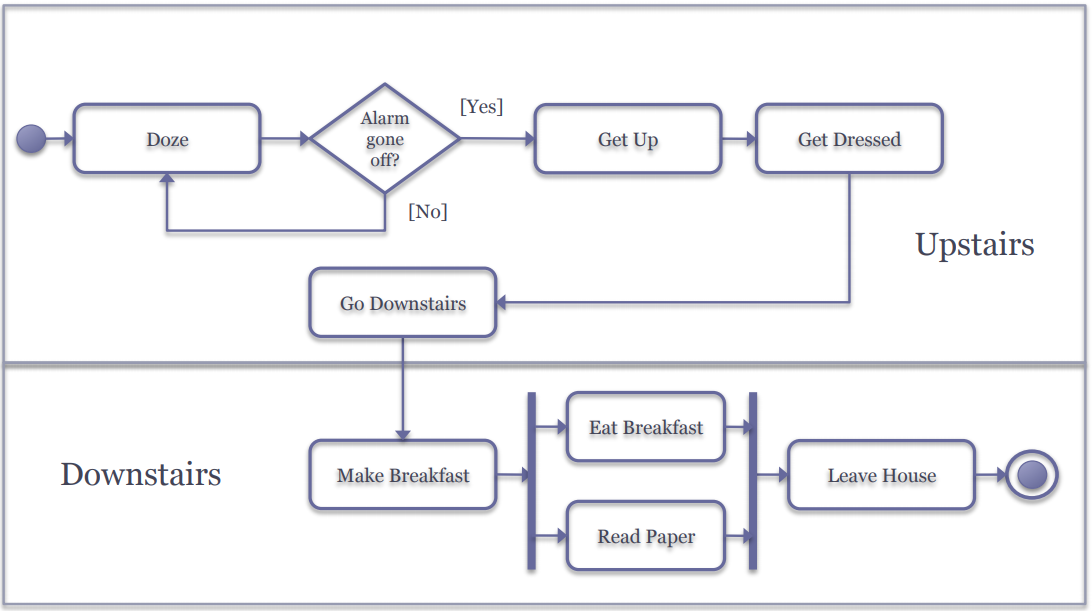 Doze
Alarm
gone
off?
[Yes]
[No]
Get Up
Get Dressed
Upstairs
Go Downstairs
Downstairs
Make Breakfast
Eat Breakfast
Read Paper
Leave House